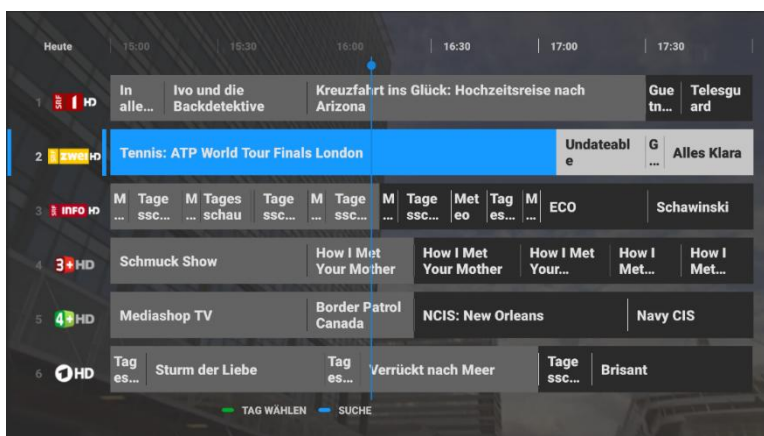 Heute 15:00 15:30 16:00 16:30 17:00 17:30
1 SRF 1 HD In alle... Ivo und die Backdetektive Kreuzfahrt ins Glück: Hochzeitsreise nach Arizona Gue tn... Telesgu ard
2 SRF zwei HD Tennis: ATP World Tour Finals London Undateabl e G ... Alles Klara
3 SRF INFO HD M ... Tage ssc... M ... Tages schau Tage ssc... M ... Tage ssc... M ... Tage ssc... Met eo Tag es... M ... ECO Schawinski
4 3+ HD Schmuck Show How I Met Your Mother How I Met Your Mother How I Met Your... How I Met... How I Met...
5 4+ HD Mediashop TV Border Patrol Canada NCIS: New Orleans Navy CIS
6 1 HD Tag es... Sturm der Liebe Tag es... Verrückt nach Meer Tage ssc... Brisant
TAG WÄHLEN SUCHE